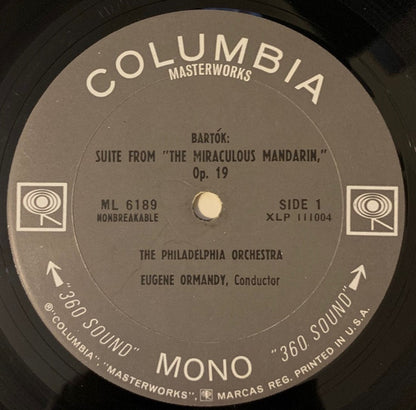 COLUMBIA
MASTERWORKS
BARTÓK:
SUITE FROM "THE MIRACULOUS MANDARIN,"
Op. 19
ML 6189
NONBREAKABLE
SIDE 1
XLP 111004
THE PHILADELPHIA ORCHESTRA
EUGENE ORMANDY, Conductor
"360 SOUND" MONO "360 SOUND"
℗"COLUMBIA", "MASTERWORKS", MARCAS REG. PRINTED IN U.S.A.